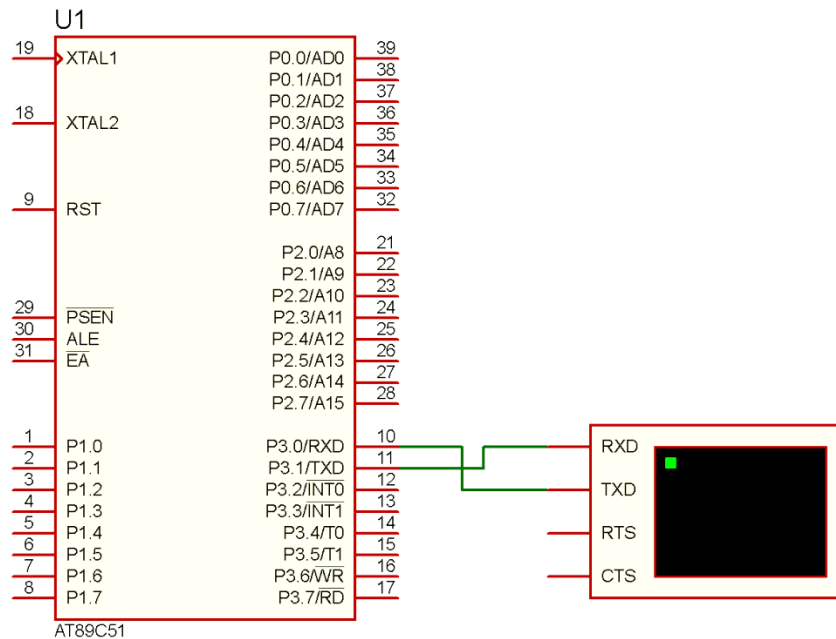 U1
19 XTAL1 P0.0/AD0 39
P0.1/AD1 38
P0.2/AD2 37
18 XTAL2 P0.3/AD3 36
P0.4/AD4 35
P0.5/AD5 34
P0.6/AD6 33
9 RST P0.7/AD7 32
P2.0/A8 21
P2.1/A9 22
P2.2/A10 23
29 PSEN P2.3/A11 24
30 ALE P2.4/A12 25
31 EA P2.5/A13 26
P2.6/A14 27
P2.7/A15 28
1 P1.0 P3.0/RXD 10 RXD
2 P1.1 P3.1/TXD 11
3 P1.2 P3.2/INT0 12 TXD
4 P1.3 P3.3/INT1 13
5 P1.4 P3.4/T0 14 RTS
6 P1.5 P3.5/T1 15
7 P1.6 P3.6/WR 16 CTS
8 P1.7 P3.7/RD 17
AT89C51